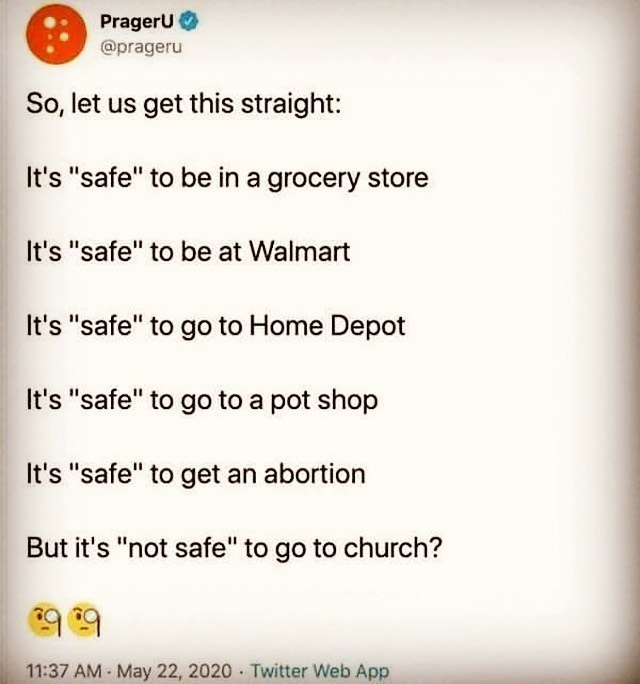 PragerU
@prageru
So, let us get this straight:
It's "safe" to be in a grocery store
It's "safe" to be at Walmart
It's "safe" to go to Home Depot
It's "safe" to go to a pot shop
It's "safe" to get an abortion
But it's "not safe" to go to church?
11:37 AM · May 22, 2020 · Twitter Web App